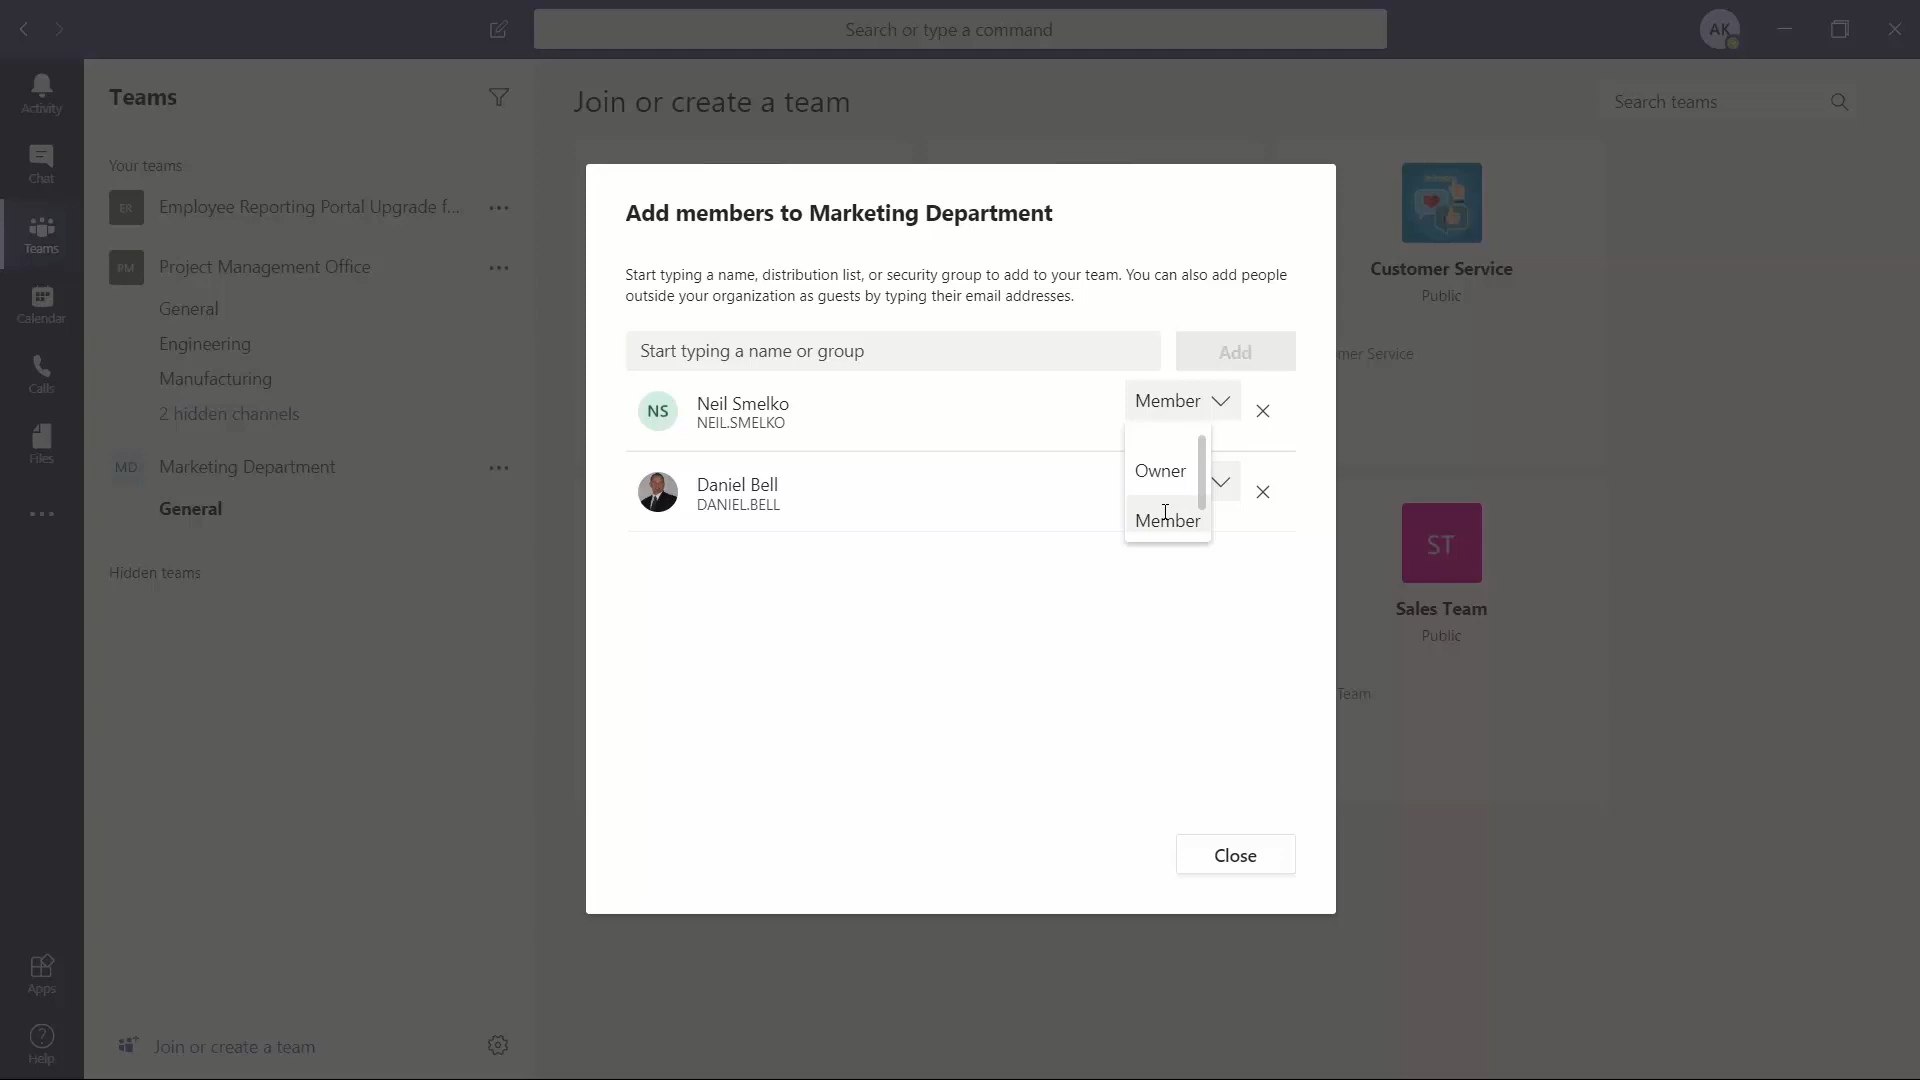 Search or type a command
AK
Activity
Chat
Teams
Calendar
Calls
Files
Apps
Help
Teams
Your teams
ER Employee Reporting Portal Upgrade f...
PM Project Management Office
General
Engineering
Manufacturing
2 hidden channels
MD Marketing Department
General
Hidden teams
Join or create a team
Join or create a team
Search teams
Customer Service
Public
mer Service
ST
Sales Team
Public
Team
Add members to Marketing Department
Start typing a name, distribution list, or security group to add to your team. You can also add people
outside your organization as guests by typing their email addresses.
Start typing a name or group
Add
NS
Neil Smelko
NEIL.SMELKO
Member
Owner
Member
Daniel Bell
DANIEL.BELL
Close